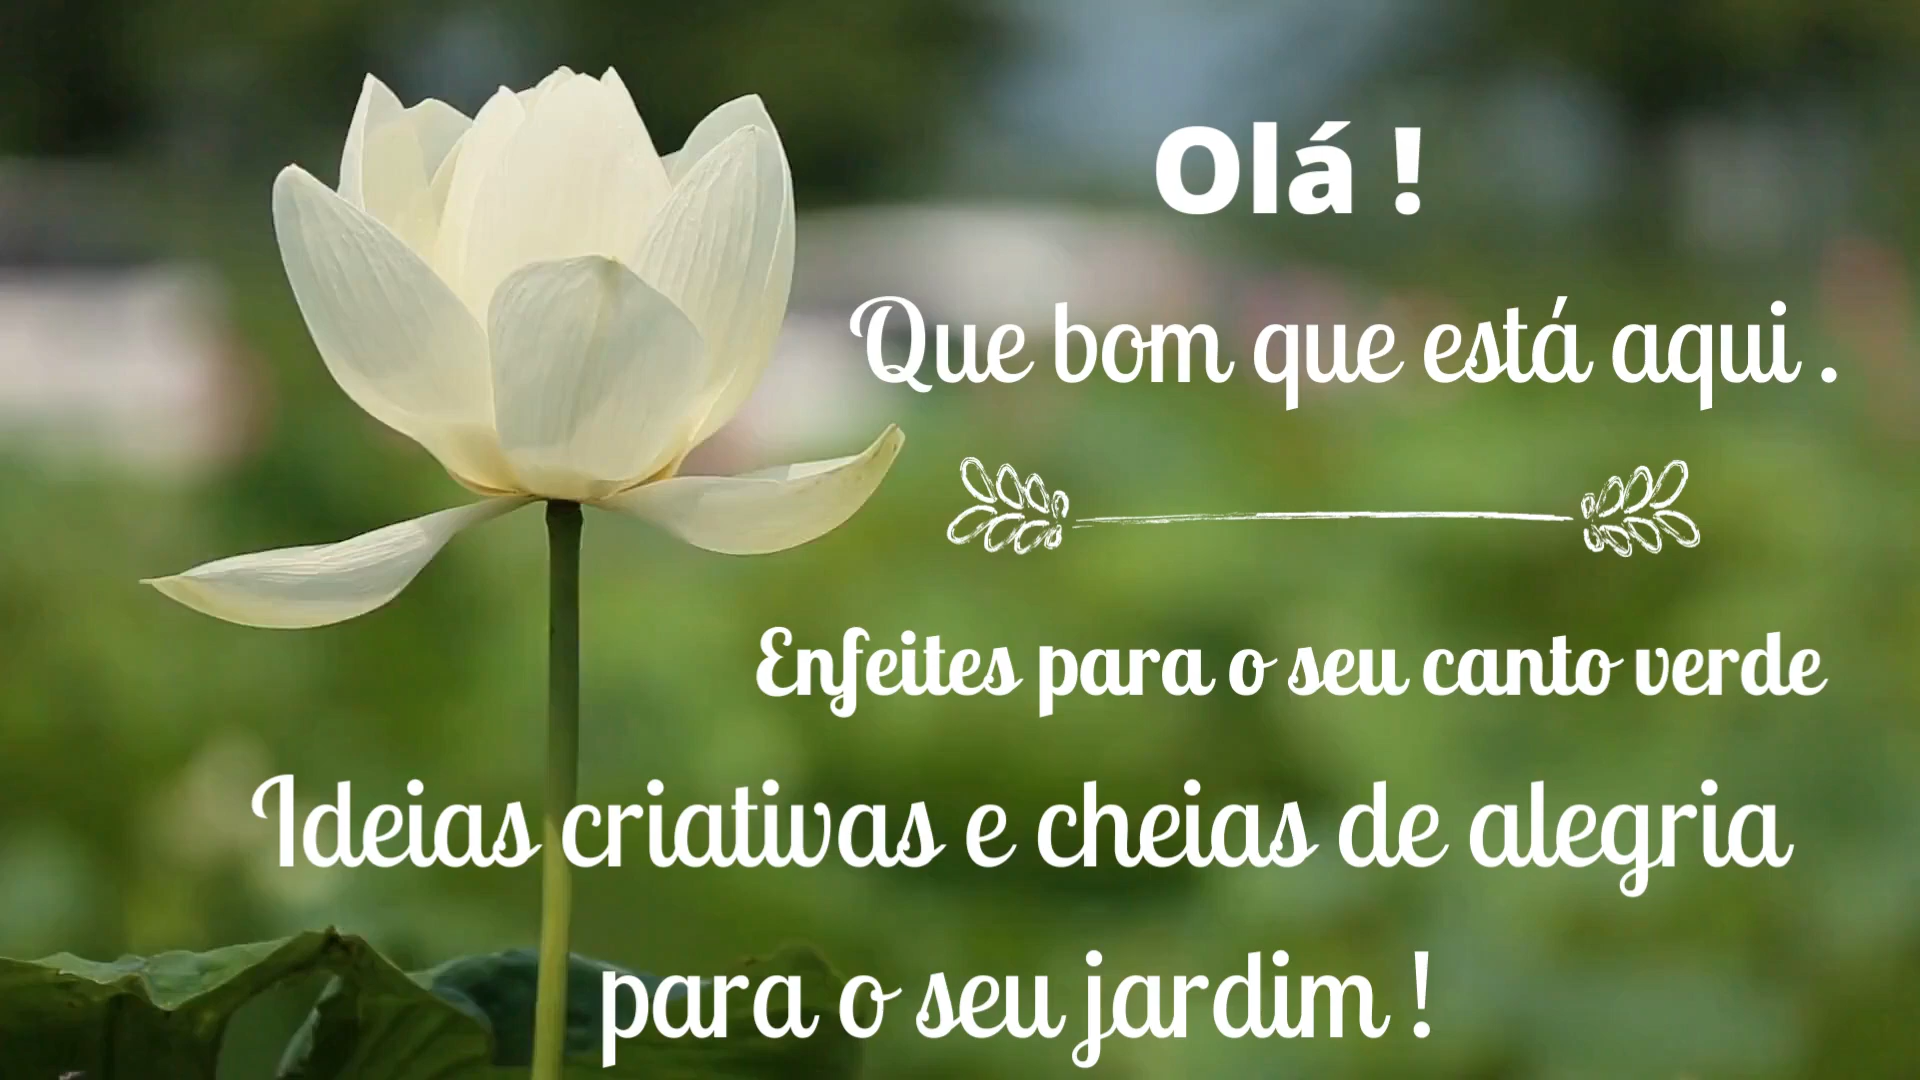 Olá !
Que bom que está aqui .
Enfeites para o seu canto verde
Ideias criativas e cheias de alegria
para o seu jardim !